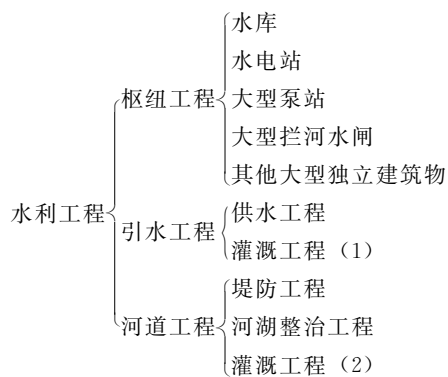 水库
水电站
枢纽工程
大型泵站
大型拦河水闸
其他大型独立建筑物
水利工程
引水工程
供水工程
灌溉工程（1）
堤防工程
河道工程
河湖整治工程
灌溉工程（2）